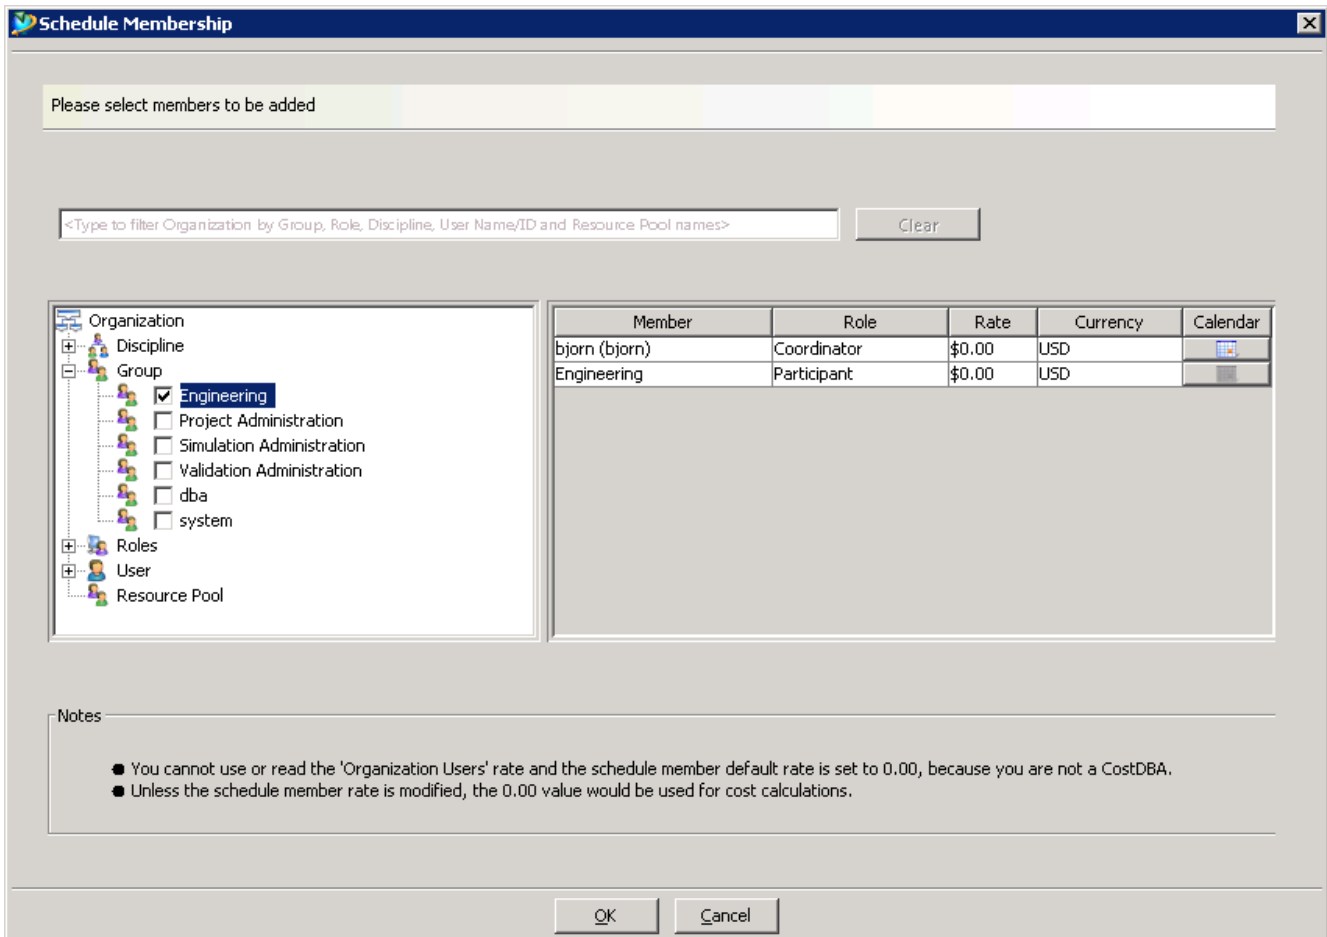 Schedule Membership
Please select members to be added
<Type to filter Organization by Group, Role, Discipline, User Name/ID and Resource Pool names>
Clear
Organization
Discipline
Group
Engineering
Project Administration
Simulation Administration
Validation Administration
dba
system
Roles
User
Resource Pool
Member Role Rate Currency Calendar
bjorn (bjorn) Coordinator $0.00 USD
Engineering Participant $0.00 USD
Notes
You cannot use or read the 'Organization Users' rate and the schedule member default rate is set to 0.00, because you are not a CostDBA.
Unless the schedule member rate is modified, the 0.00 value would be used for cost calculations.
OK Cancel